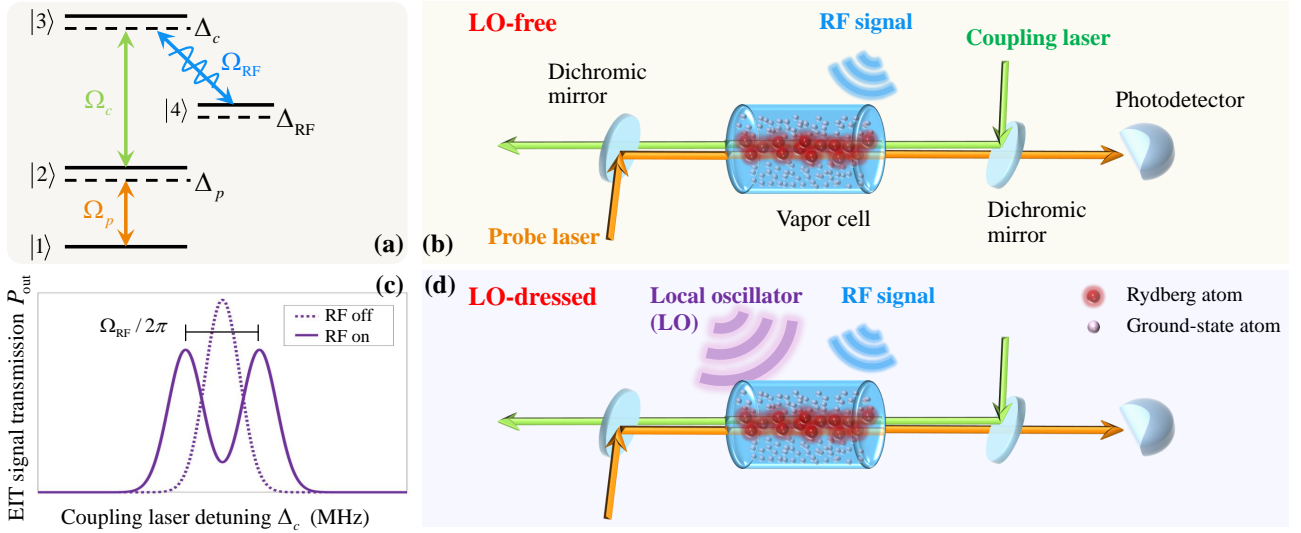 |3⟩
Δc
ΩRF
Ωc
|4⟩
ΔRF
|2⟩
Δp
Ωp
|1⟩
(a)
(b)
LO-free
RF signal
Coupling laser
Dichromic
mirror
Photodetector
Vapor cell
Dichromic
mirror
Probe laser
(c)
EIT signal transmission Pout
ΩRF / 2π
RF off
RF on
Coupling laser detuning Δc (MHz)
(d)
LO-dressed
Local oscillator
(LO)
RF signal
Rydberg atom
Ground-state atom